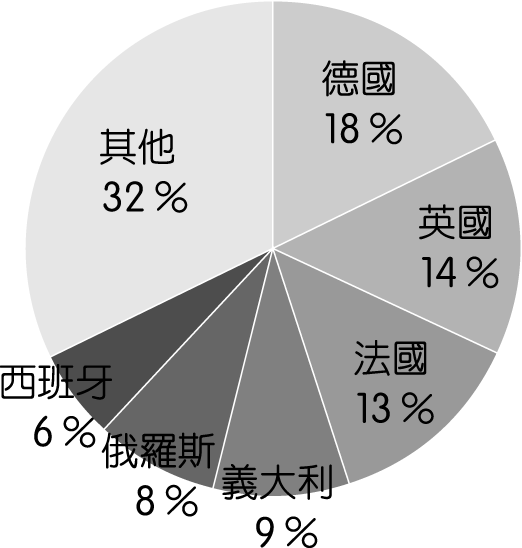 德國
18 %
英國
14 %
法國
13 %
義大利
9 %
俄羅斯
8 %
西班牙
6 %
其他
32 %